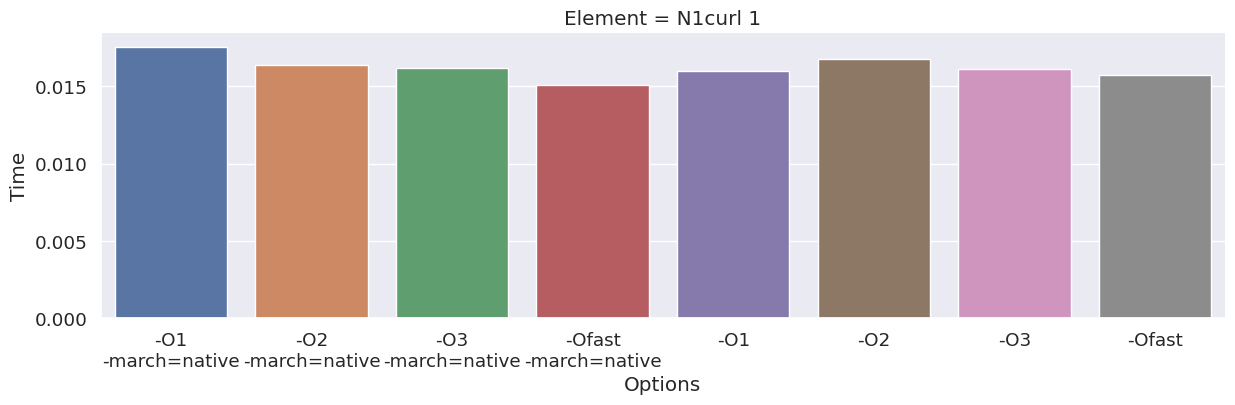 Element = N1curl 1
Time
0.015
0.010
0.005
0.000
-O1 -O2 -O3 -Ofast -O1 -O2 -O3 -Ofast
-march=native -march=native -march=native -march=native
Options